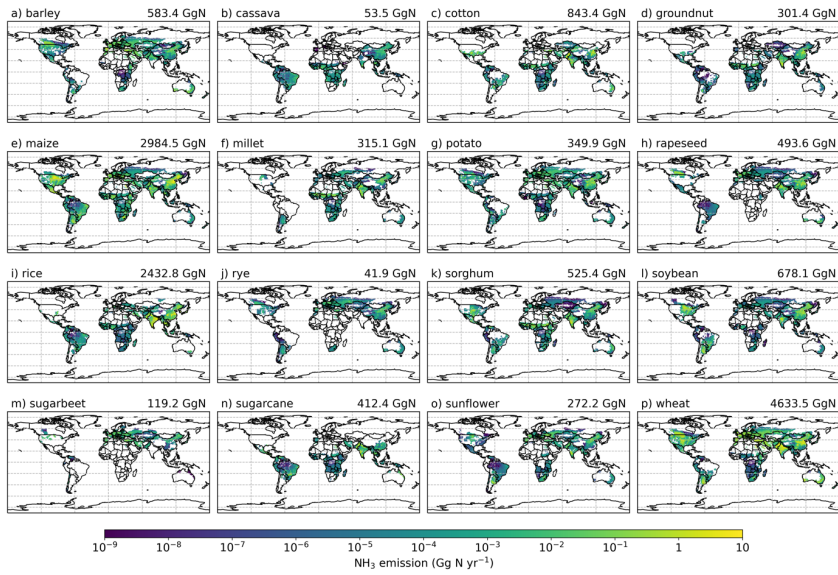 a) barley 583.4 GgN
b) cassava 53.5 GgN
c) cotton 843.4 GgN
d) groundnut 301.4 GgN
e) maize 2984.5 GgN
f) millet 315.1 GgN
g) potato 349.9 GgN
h) rapeseed 493.6 GgN
i) rice 2432.8 GgN
j) rye 41.9 GgN
k) sorghum 525.4 GgN
l) soybean 678.1 GgN
m) sugarbeet 119.2 GgN
n) sugarcane 412.4 GgN
o) sunflower 272.2 GgN
p) wheat 4633.5 GgN
10⁻⁹ 10⁻⁸ 10⁻⁷ 10⁻⁶ 10⁻⁵ 10⁻⁴ 10⁻³ 10⁻² 10⁻¹ 1 10
NH₃ emission (Gg N yr⁻¹)